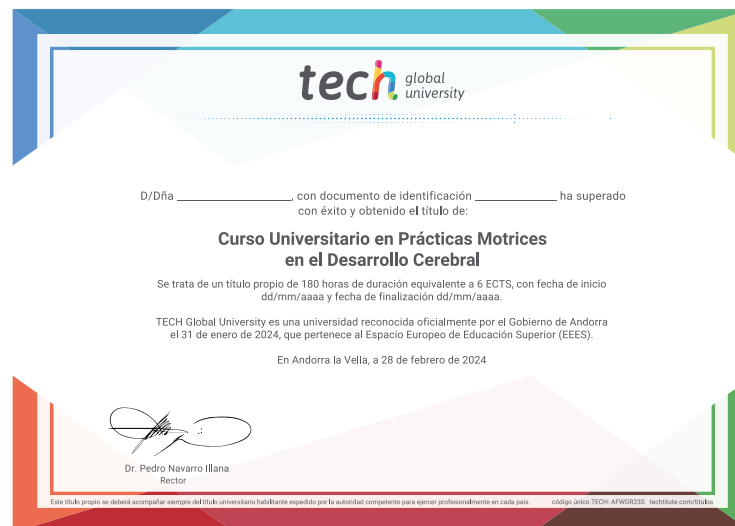 tech global
university
D/Dña ____________________, con documento de identificación ______________ ha superado
con éxito y obtenido el título de:
Curso Universitario en Prácticas Motrices
en el Desarrollo Cerebral
Se trata de un título propio de 180 horas de duración equivalente a 6 ECTS, con fecha de inicio
dd/mm/aaaa y fecha de finalización dd/mm/aaaa.
TECH Global University es una universidad reconocida oficialmente por el Gobierno de Andorra
el 31 de enero de 2024, que pertenece al Espacio Europeo de Educación Superior (EEES).
En Andorra la Vella, a 28 de febrero de 2024
Dr. Pedro Navarro Illana
Rector
Este título propio se deberá acompañar siempre del título universitario habilitante expedido por la autoridad competente para ejercer profesionalmente en cada país. código único TECH: AFWOR23S techtitute.com/titulos